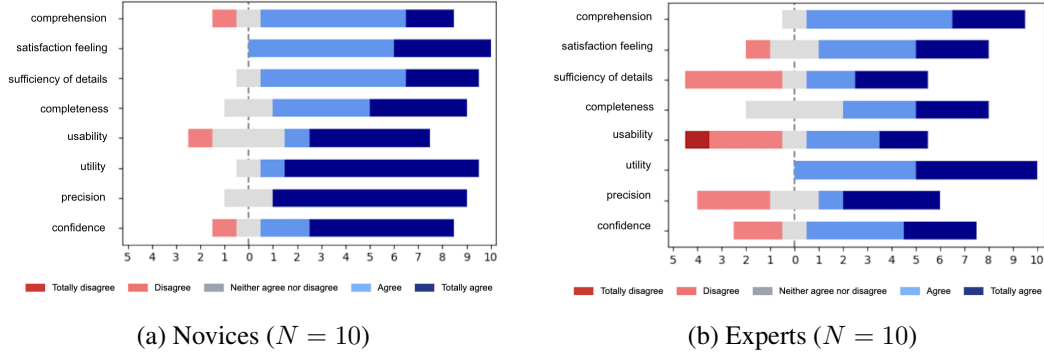 comprehension
satisfaction feeling
sufficiency of details
completeness
usability
utility
precision
confidence
5 4 3 2 1 0 1 2 3 4 5 6 7 8 9 10
Totally disagree Disagree Neither agree nor disagree Agree Totally agree
(a) Novices (N = 10)
comprehension
satisfaction feeling
sufficiency of details
completeness
usability
utility
precision
confidence
5 4 3 2 1 0 1 2 3 4 5 6 7 8 9 10
Totally disagree Disagree Neither agree nor disagree Agree Totally agree
(b) Experts (N = 10)